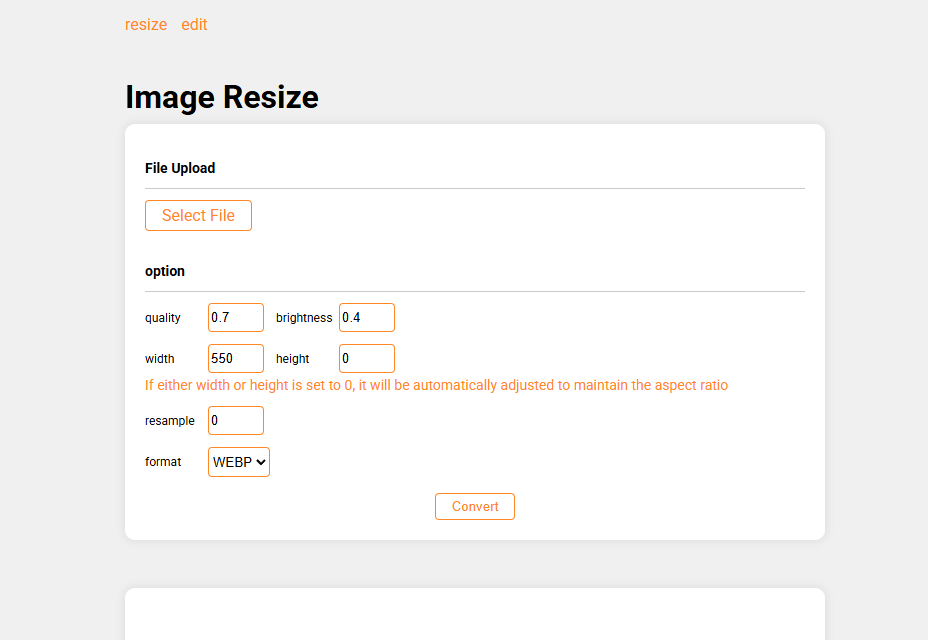 resize edit
Image Resize
File Upload
Select File
option
quality 0.7 brightness 0.4
width 550 height 0
If either width or height is set to 0, it will be automatically adjusted to maintain the aspect ratio
resample 0
format WEBP
Convert